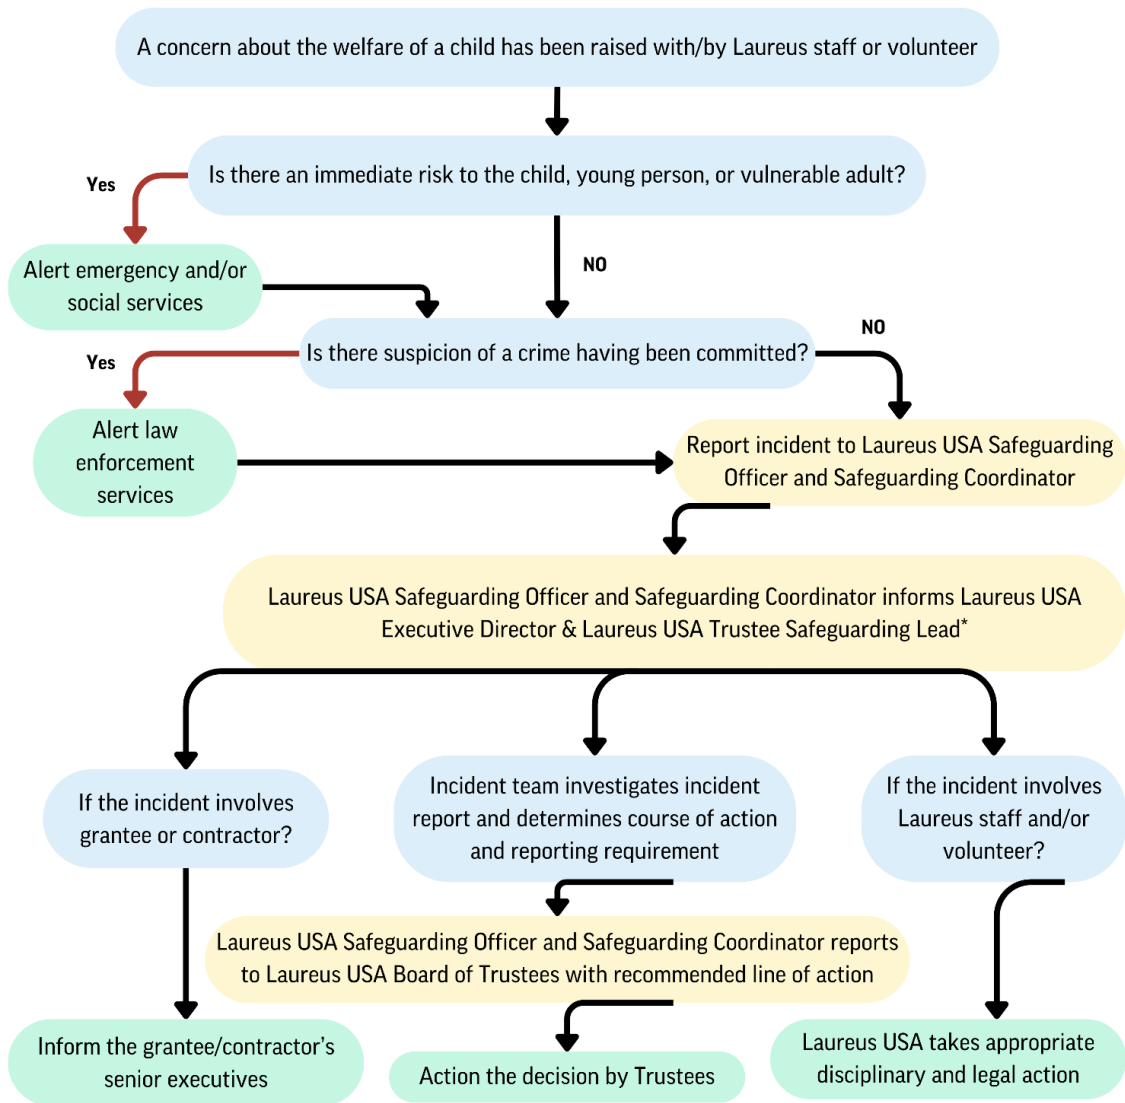 A concern about the welfare of a child has been raised with/by Laureus staff or volunteer
Is there an immediate risk to the child, young person, or vulnerable adult?
Yes
Alert emergency and/or
social services
NO
Is there suspicion of a crime having been committed?
NO
Yes
Alert law
enforcement
services
Report incident to Laureus USA Safeguarding
Officer and Safeguarding Coordinator
Laureus USA Safeguarding Officer and Safeguarding Coordinator informs Laureus USA
Executive Director & Laureus USA Trustee Safeguarding Lead*
If the incident involves
grantee or contractor?
Incident team investigates incident
report and determines course of action
and reporting requirement
If the incident involves
Laureus staff and/or
volunteer?
Laureus USA Safeguarding Officer and Safeguarding Coordinator reports
to Laureus USA Board of Trustees with recommended line of action
Inform the grantee/contractor's
senior executives
Action the decision by Trustees
Laureus USA takes appropriate
disciplinary and legal action